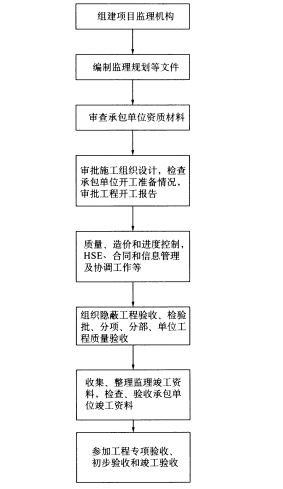 组建项目监理机构
编制监理规划等文件
审查承包单位资质材料
审批施工组织设计，检查
承包单位开工准备情况，
审批工程开工报告
质量、造价和进度控制，
HSE、合同和信息管理
及协调工作等
组织隐蔽工程验收、检验
批、分项、分部、单位工
程质量验收
收集、整理监理竣工资
料，检查、验收承包单
位竣工资料
参加工程专项验收、
初步验收和竣工验收